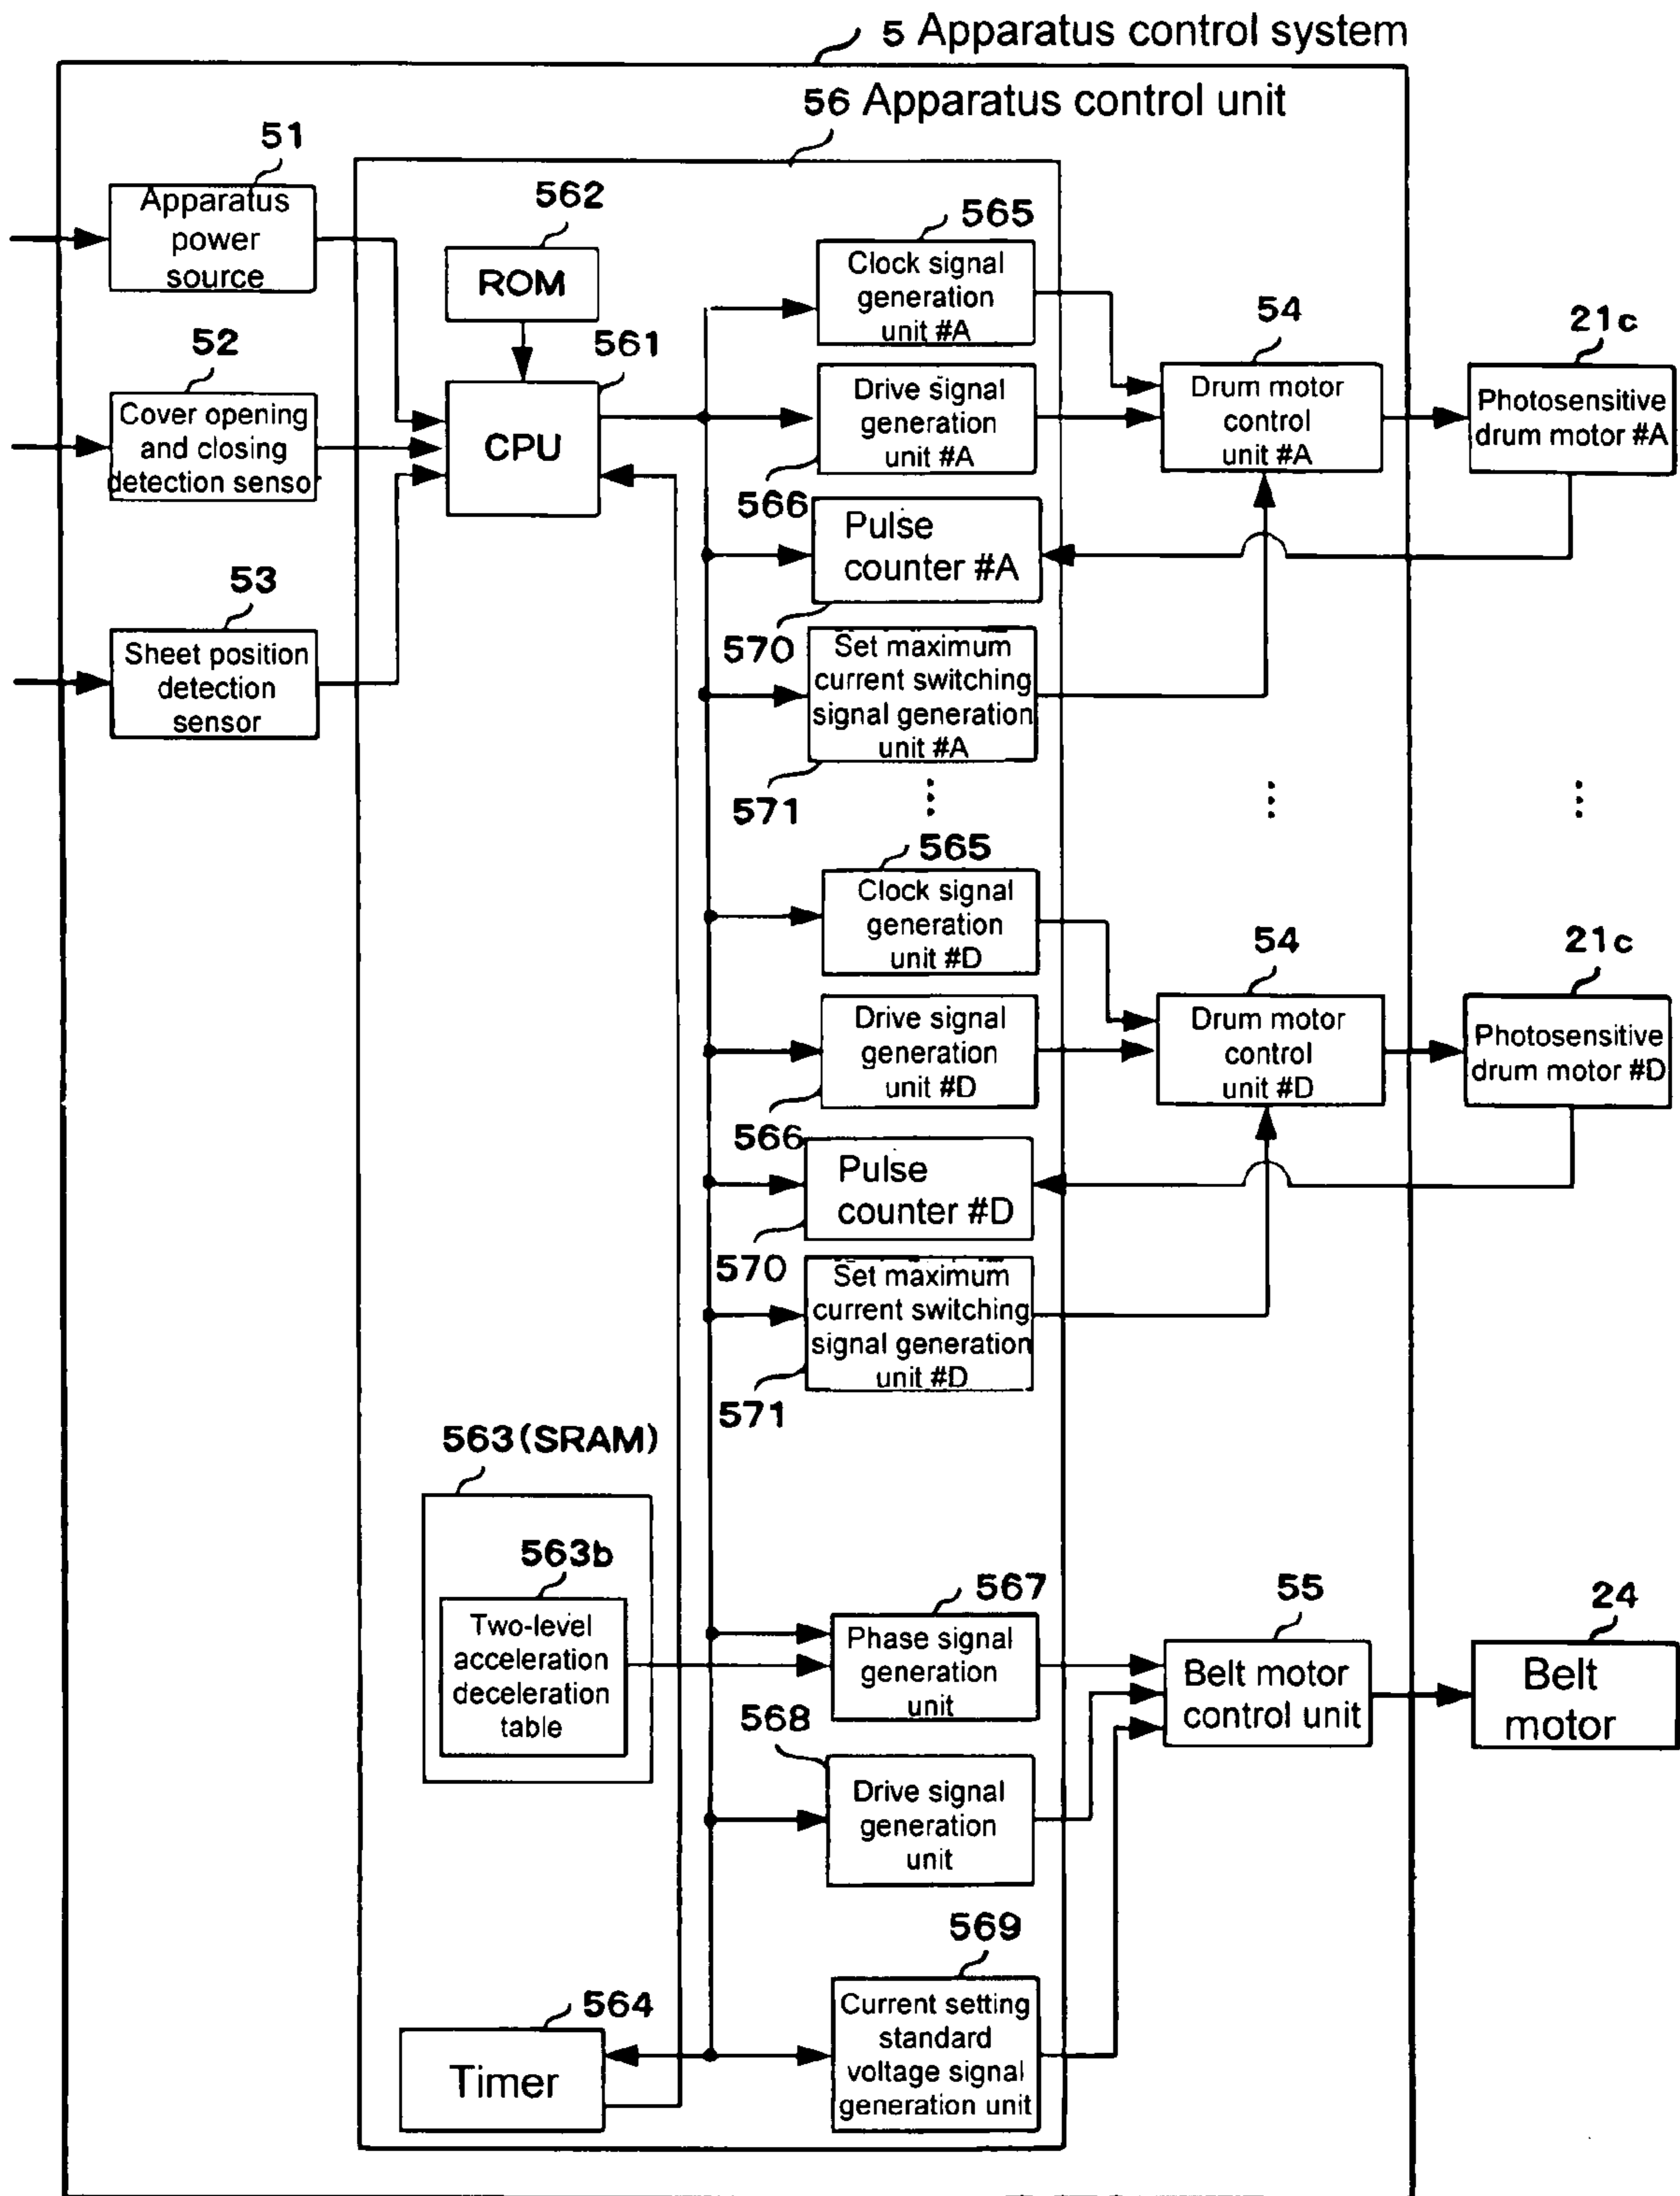 5 Apparatus control system
56 Apparatus control unit
51
Apparatus
power
source
52
Cover opening
and closing
detection sensor
53
Sheet position
detection
sensor
562
ROM
561
CPU
565
Clock signal
generation
unit #A
Drive signal
generation
unit #A
566
Pulse
counter #A
570
Set maximum
current switching
signal generation
unit #A
571
54
Drum motor
control
unit #A
21c
Photosensitive
drum motor #A
565
Clock signal
generation
unit #D
Drive signal
generation
unit #D
566
Pulse
counter #D
570
Set maximum
current switching
signal generation
unit #D
571
54
Drum motor
control
unit #D
21c
Photosensitive
drum motor #D
563(SRAM)
563b
Two-level
acceleration
deceleration
table
567
Phase signal
generation
unit
568
Drive signal
generation
unit
569
Current setting
standard
voltage signal
generation unit
55
Belt motor
control unit
24
Belt
motor
564
Timer